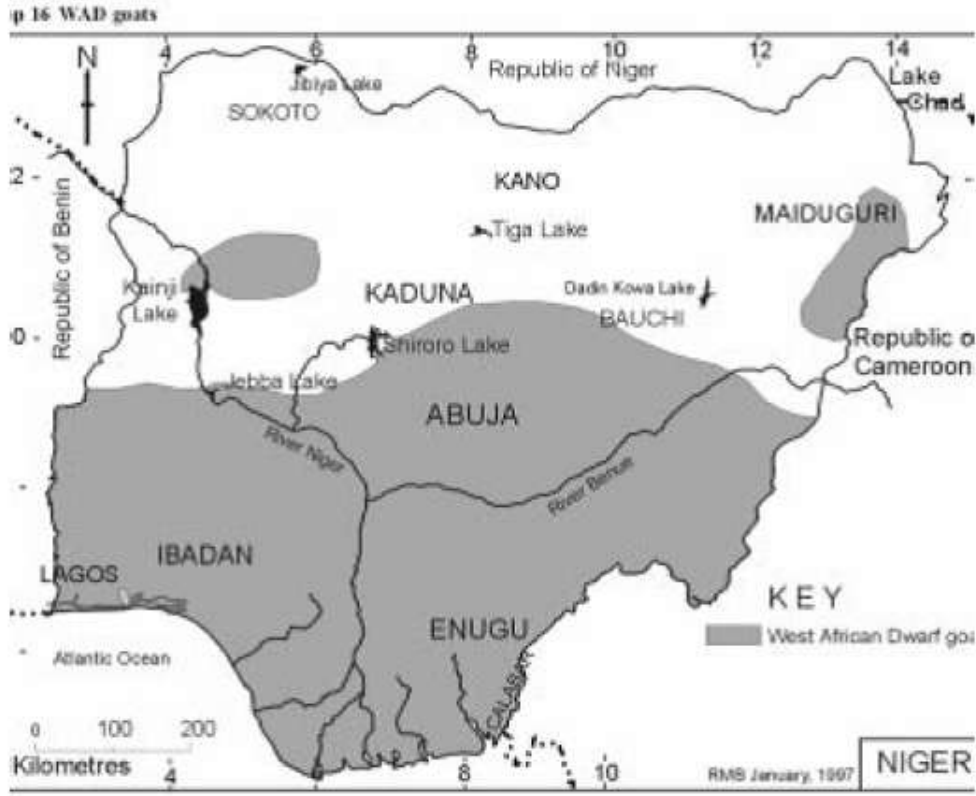 p 16 WAD goats
4 6 8 10 12 14
N
Republic of Niger
Lake
Chad
Jibiya Lake
SOKOTO
2 -
KANO
Republic of Benin
MAIDUGURI
Tiga Lake
Kainji
Lake
KADUNA
Dadin Kowa Lake
BAUCHI
0 -
Shiroro Lake
Republic o
Cameroon
Jebba Lake
ABUJA
River Niger
River Benue
IBADAN
LAGOS
KEY
ENUGU
West African Dwarf goa
Atlantic Ocean
CALABAR
0 100 200
Kilometres
4 6 8 10
RMB January, 1997
NIGER